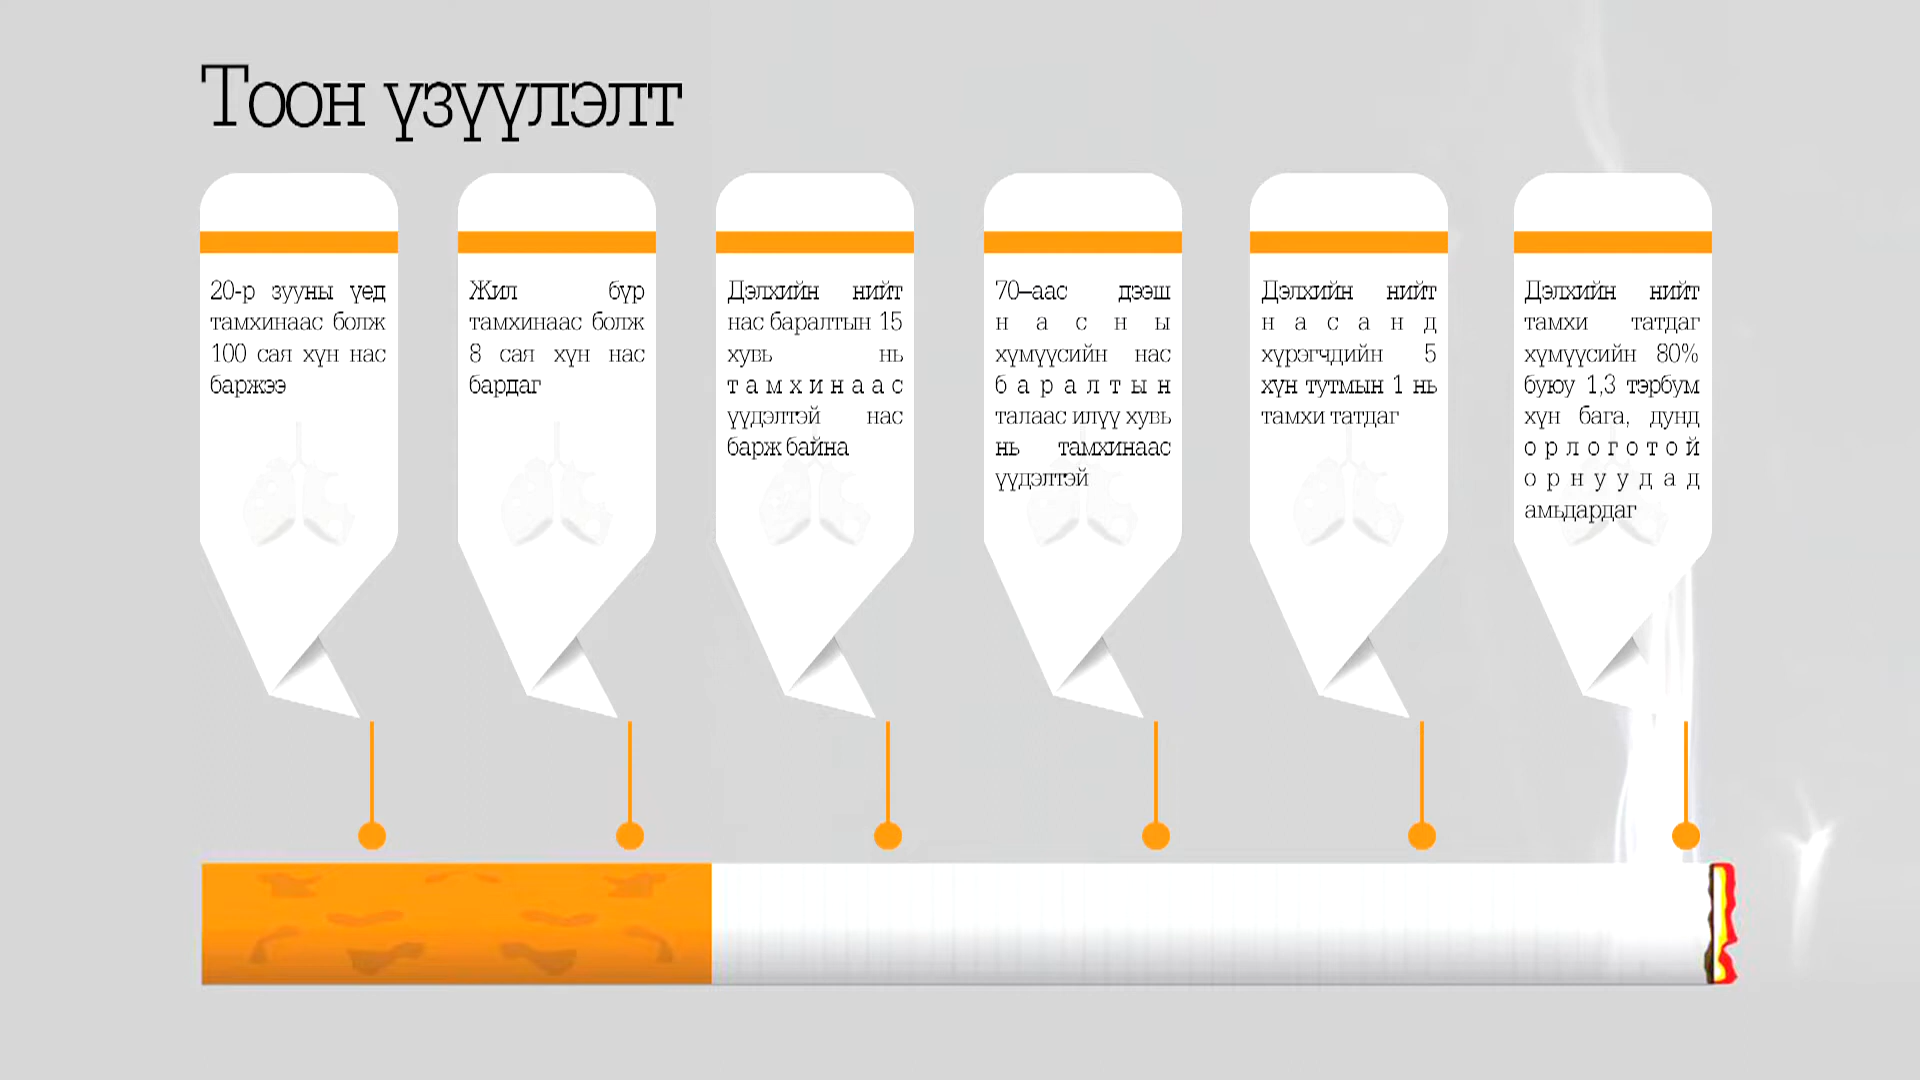 Тоон үзүүлэлт
20-р зууны үед
тамхинаас болж
100 сая хүн нас
баржээ
Жил бүр
тамхинаас болж
8 сая хүн нас
бардаг
Дэлхийн нийт
нас баралтын 15
хувь нь
тамхинаас
үүдэлтэй нас
барж байна
70–аас дээш
насны
хүмүүсийн нас
баралтын
талаас илүү хувь
нь тамхинаас
үүдэлтэй
Дэлхийн нийт
насанд
хүрэгчдийн 5
хүн тутмын 1 нь
тамхи татдаг
Дэлхийн нийт
тамхи татдаг
хүмүүсийн 80%
буюу 1,3 тэрбум
хүн бага, дунд
орлоготой
орнуудад
амьдардаг